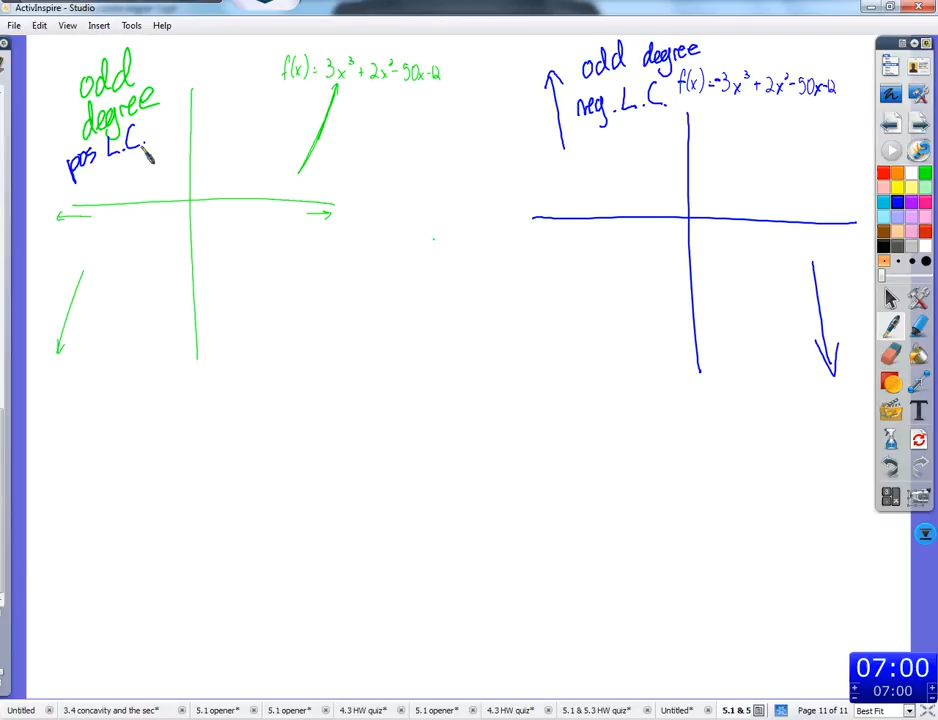 ActivInspire - Studio
File Edit View Insert Tools Help
odd
degree
pos L.C.
f(x) = 3x³ + 2x² - 50x - 12
odd degree
neg. L.C.
f(x) = -3x³ + 2x² - 50x - 12
07:00
07:00
Untitled
3.4 concavity and the sec*
5.1 opener*
5.1 opener*
4.3 HW quiz*
5.1 opener*
4.3 HW quiz*
5.1 & 5.3 HW quiz*
Untitled*
5.1 & 5
Page 11 of 11
Best Fit